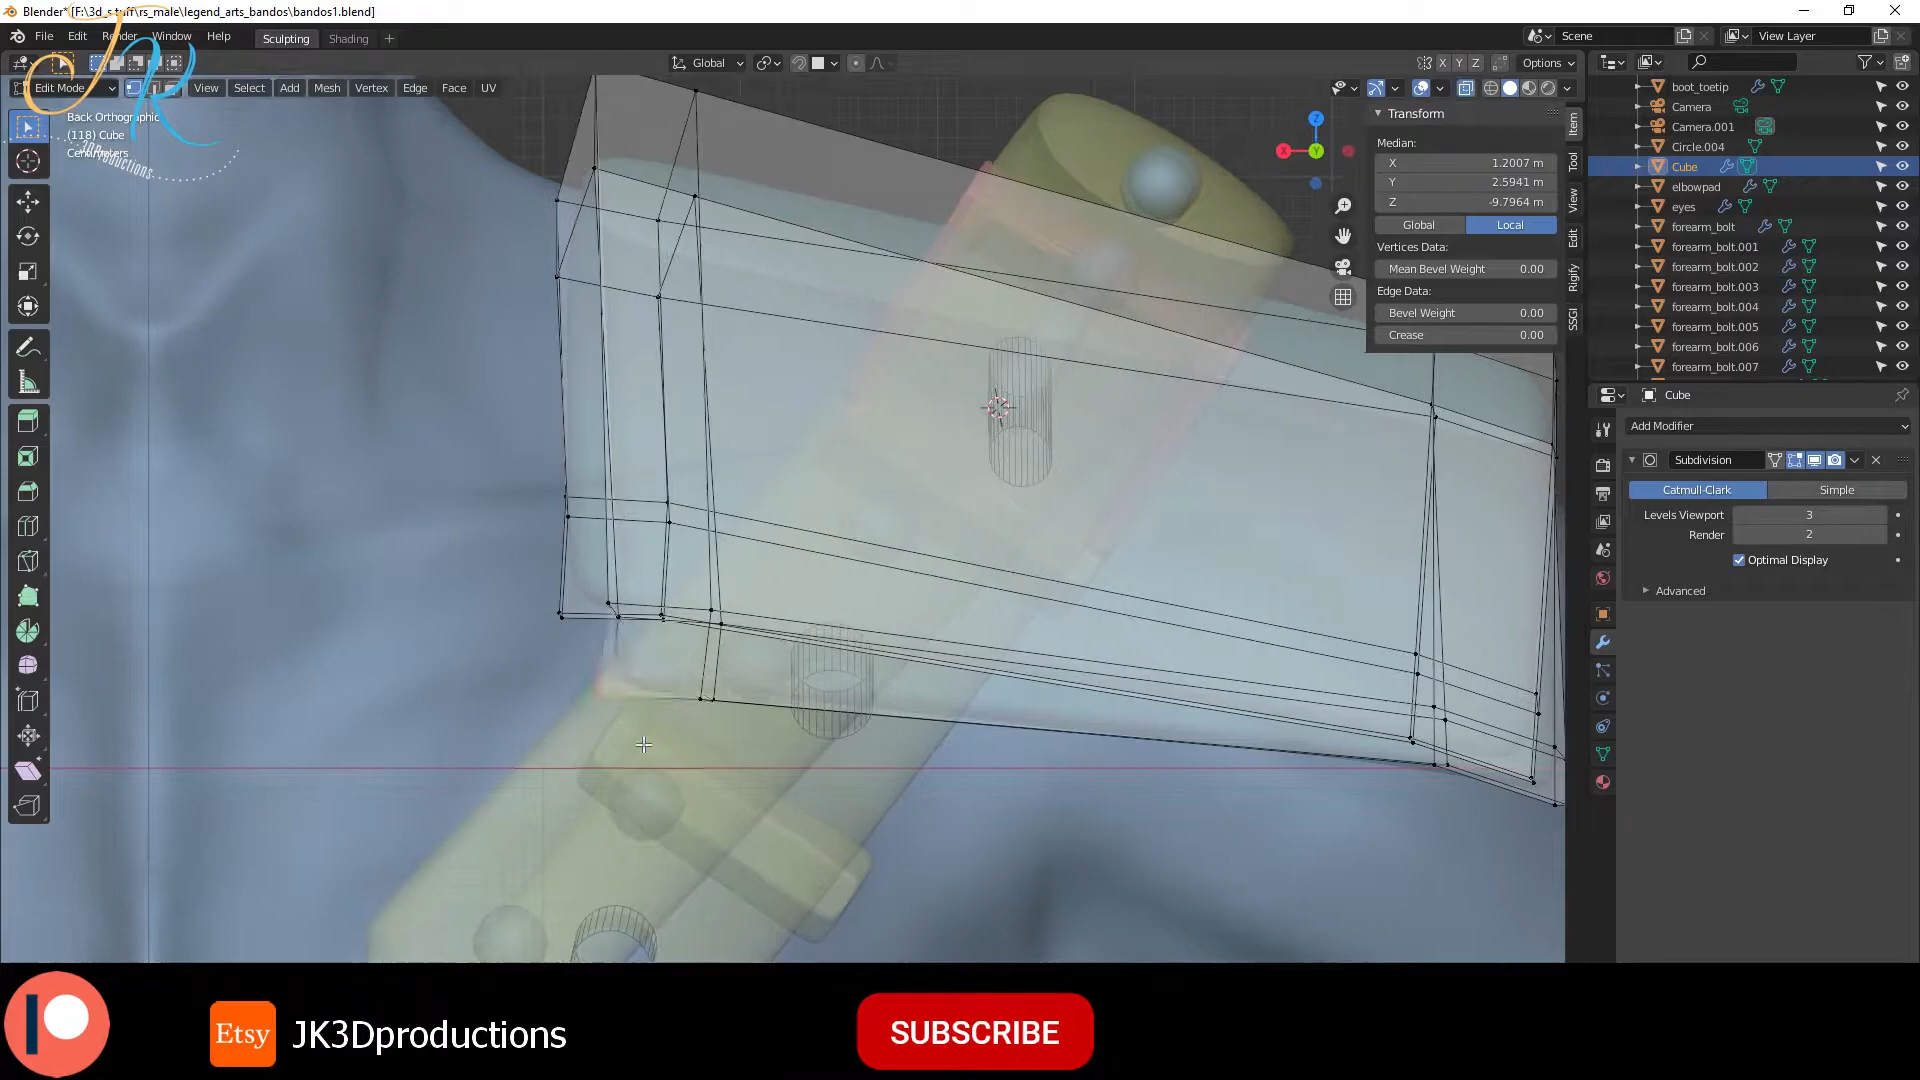 Blender* [F:\3d_stuff\rs_male\legend_arts_bandos\bandos1.blend]
File Edit Render Window Help Sculpting Shading + Scene View Layer
Global X Y Z Options
Edit Mode View Select Add Mesh Vertex Edge Face UV
Back Orthographic
(118) Cube
Centimeters
3DProductions
JK
Transform
Median:
X 1.2007 m
Y 2.5941 m
Z -9.7964 m
Global Local
Vertices Data:
Mean Bevel Weight 0.00
Edge Data:
Bevel Weight 0.00
Crease 0.00
Item
Tool
View
Edit
Rigify
SSGI
X
Z
Y
boot_toetip
Camera
Camera.001
Circle.004
Cube
elbowpad
eyes
forearm_bolt
forearm_bolt.001
forearm_bolt.002
forearm_bolt.003
forearm_bolt.004
forearm_bolt.005
forearm_bolt.006
forearm_bolt.007
Cube
Add Modifier
Subdivision
Catmull-Clark Simple
Levels Viewport 3
Render 2
Optimal Display
Advanced
Etsy JK3Dproductions
SUBSCRIBE